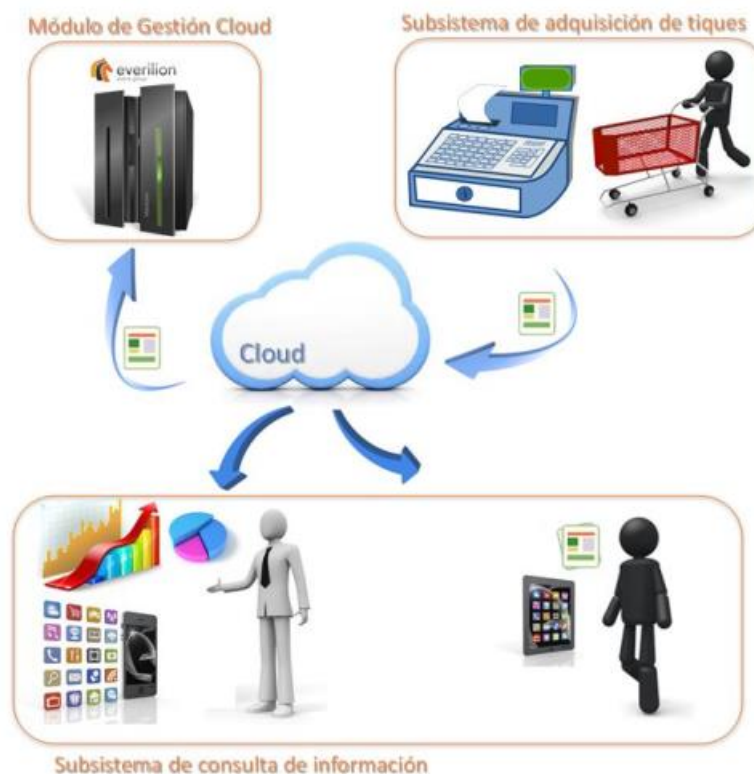 Módulo de Gestión Cloud
Subsistema de adquisición de tiques
everilion
Cloud
Subsistema de consulta de información